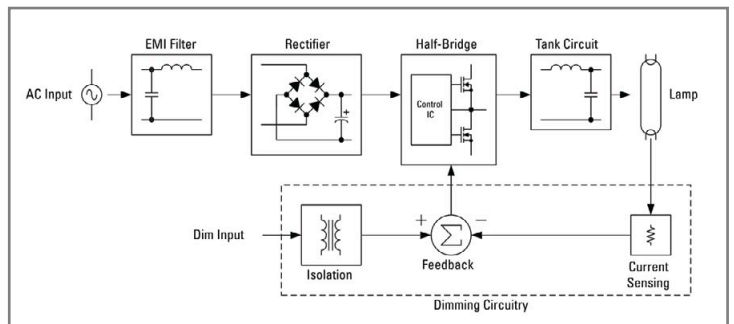 EMI Filter
Rectifier
Half-Bridge
Tank Circuit
AC Input
Control
IC
Lamp
+
Dim Input
Isolation
+
Σ
−
Feedback
Current
Sensing
Dimming Circuitry